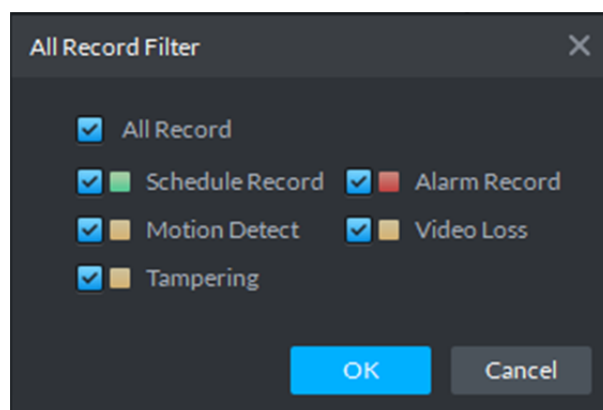 All Record Filter
All Record
Schedule Record Alarm Record
Motion Detect Video Loss
Tampering
OK Cancel